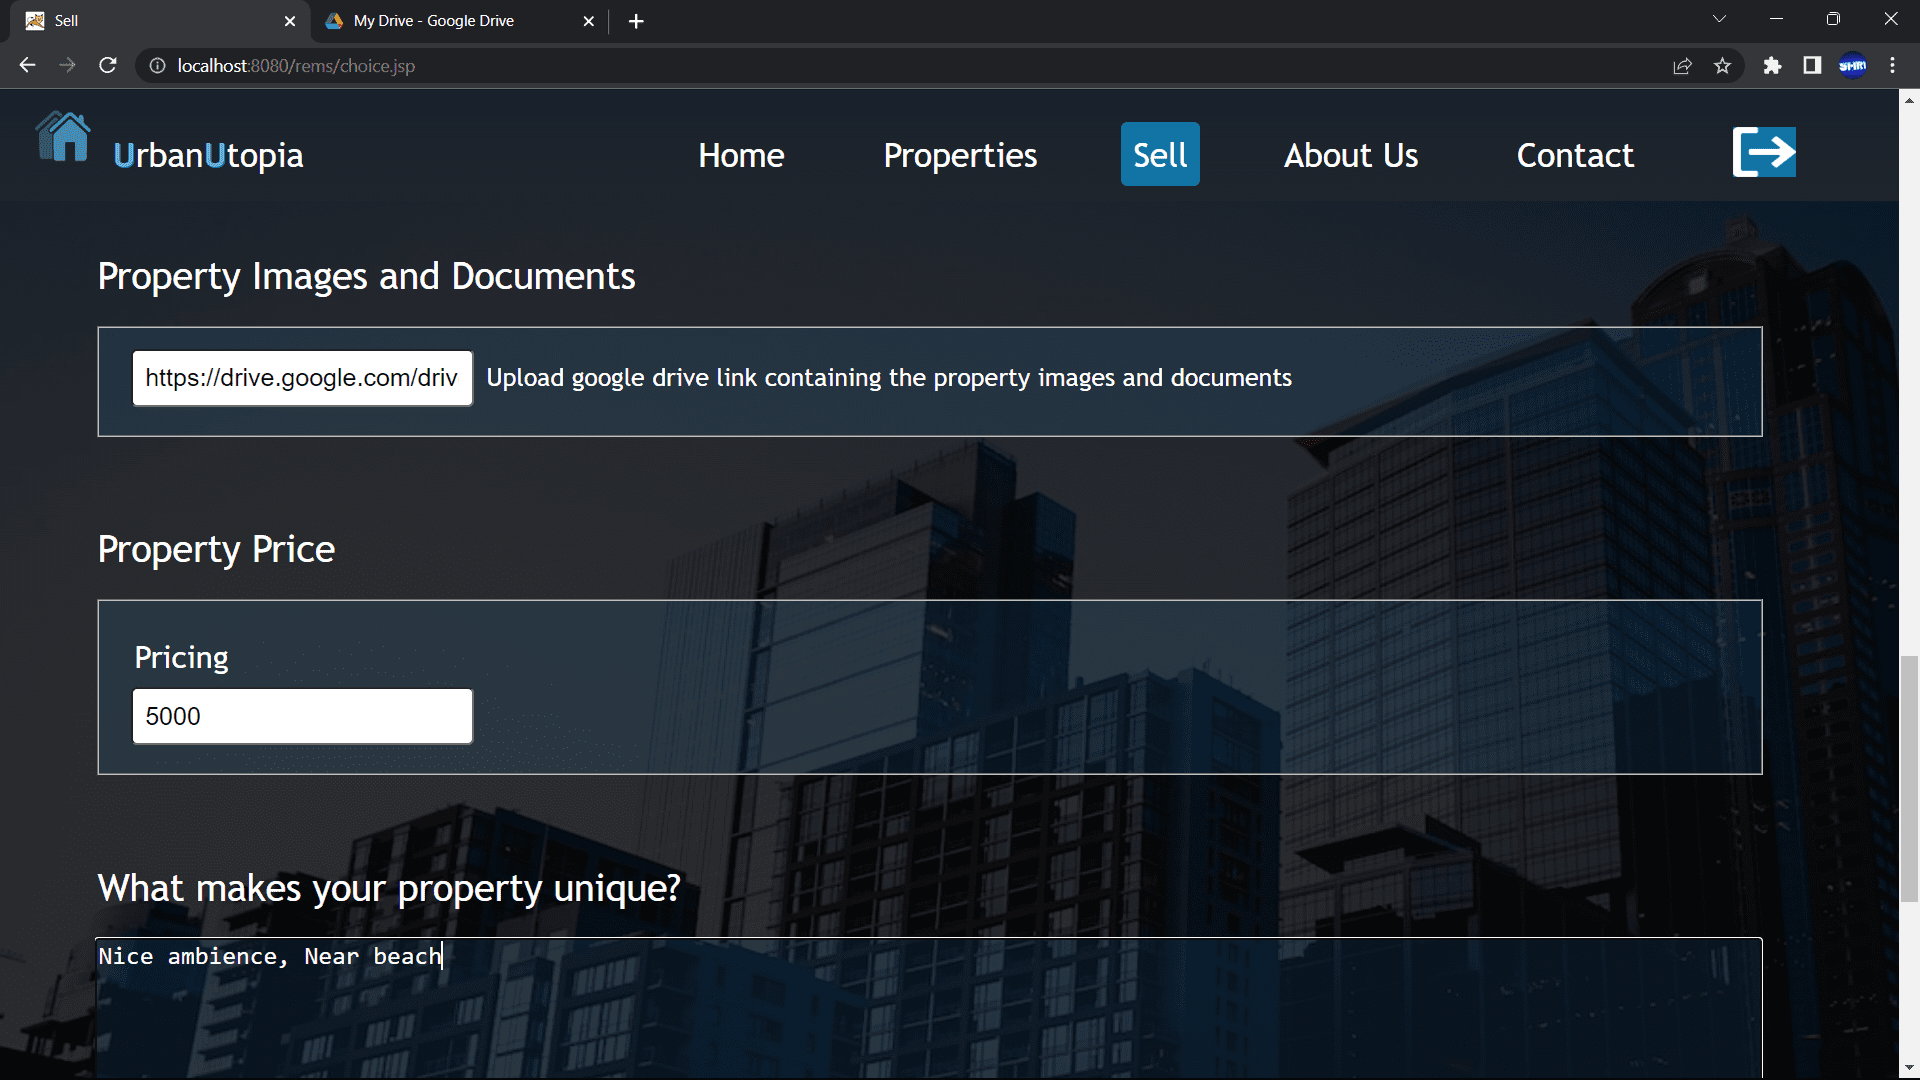 Sell
My Drive - Google Drive
localhost:8080/rems/choice.jsp
SMRI
UrbanUtopia
Home
Properties
Sell
About Us
Contact
Property Images and Documents
https://drive.google.com/driv
Upload google drive link containing the property images and documents
Property Price
Pricing
5000
What makes your property unique?
Nice ambience, Near beach